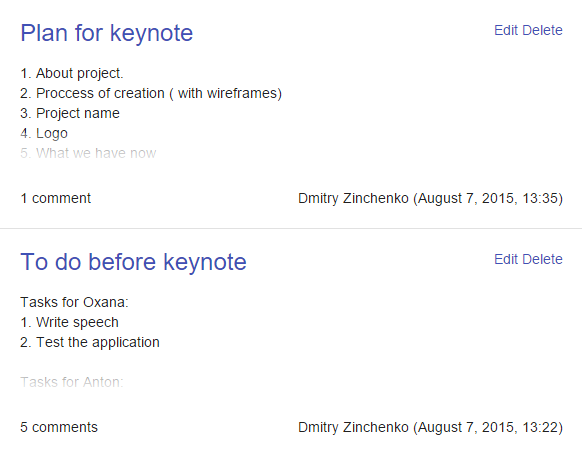 Plan for keynote
Edit Delete
1. About project.
2. Proccess of creation ( with wireframes)
3. Project name
4. Logo
5. What we have now
1 comment
Dmitry Zinchenko (August 7, 2015, 13:35)
To do before keynote
Edit Delete
Tasks for Oxana:
1. Write speech
2. Test the application
Tasks for Anton:
5 comments
Dmitry Zinchenko (August 7, 2015, 13:22)